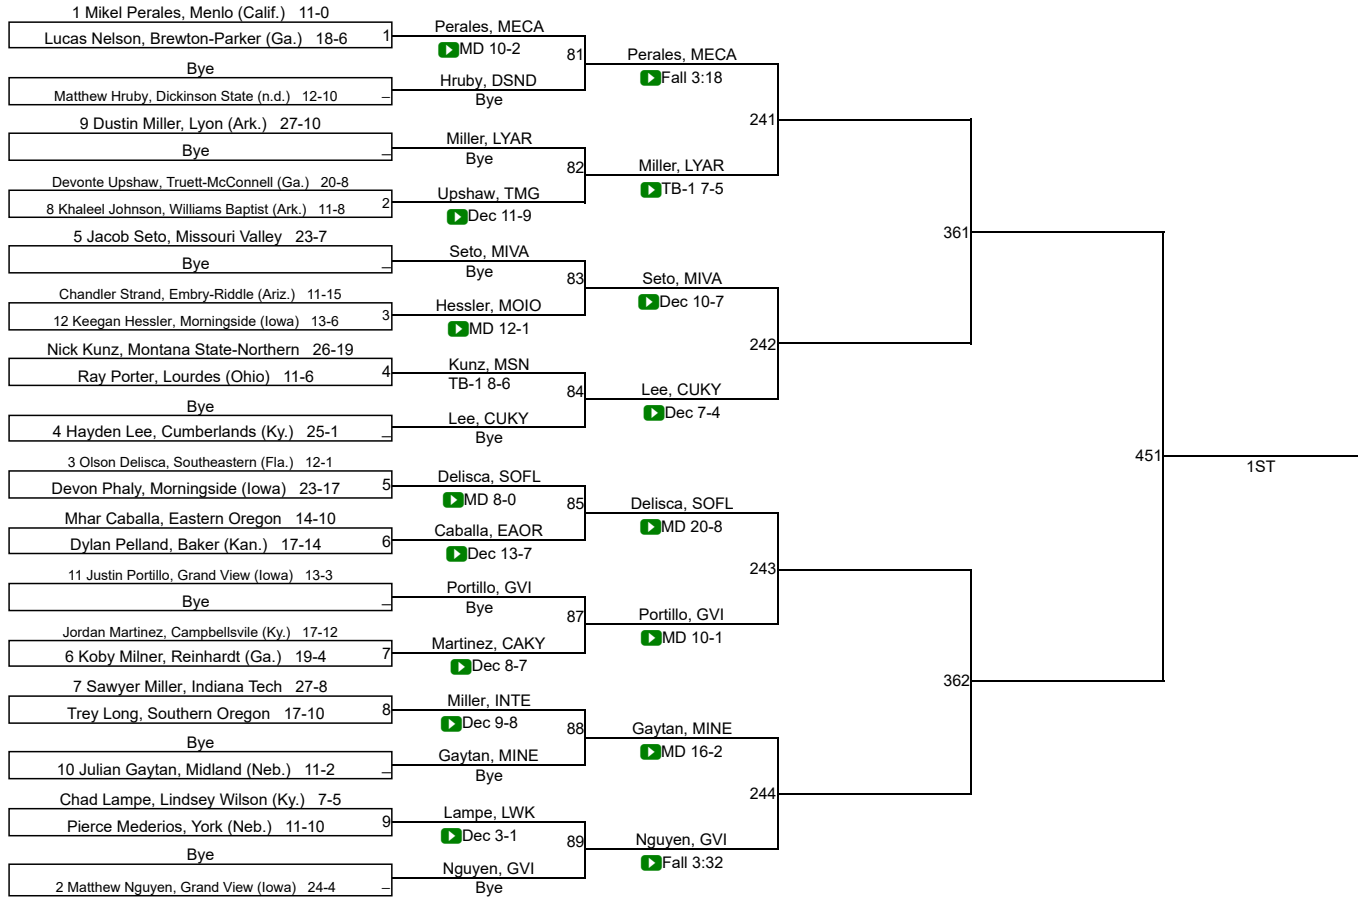 1 Mikel Perales, Menlo (Calif.) 11-0
Lucas Nelson, Brewton-Parker (Ga.) 18-6
1
Bye
Matthew Hruby, Dickinson State (n.d.) 12-10
_
9 Dustin Miller, Lyon (Ark.) 27-10
Bye
_
Devonte Upshaw, Truett-McConnell (Ga.) 20-8
8 Khaleel Johnson, Williams Baptist (Ark.) 11-8
2
5 Jacob Seto, Missouri Valley 23-7
Bye
_
Chandler Strand, Embry-Riddle (Ariz.) 11-15
12 Keegan Hessler, Morningside (Iowa) 13-6
3
Nick Kunz, Montana State-Northern 26-19
Ray Porter, Lourdes (Ohio) 11-6
4
Bye
4 Hayden Lee, Cumberlands (Ky.) 25-1
_
3 Olson Delisca, Southeastern (Fla.) 12-1
Devon Phaly, Morningside (Iowa) 23-17
5
Mhar Caballa, Eastern Oregon 14-10
Dylan Pelland, Baker (Kan.) 17-14
6
11 Justin Portillo, Grand View (Iowa) 13-3
Bye
_
Jordan Martinez, Campbellsvile (Ky.) 17-12
6 Koby Milner, Reinhardt (Ga.) 19-4
7
7 Sawyer Miller, Indiana Tech 27-8
Trey Long, Southern Oregon 17-10
8
Bye
10 Julian Gaytan, Midland (Neb.) 11-2
_
Chad Lampe, Lindsey Wilson (Ky.) 7-5
Pierce Mederios, York (Neb.) 11-10
9
Bye
2 Matthew Nguyen, Grand View (Iowa) 24-4
_
Perales, MECA
MD 10-2
81
Hruby, DSND
Bye
Miller, LYAR
Bye
82
Upshaw, TMG
Dec 11-9
Seto, MIVA
Bye
83
Hessler, MOIO
MD 12-1
Kunz, MSN
TB-1 8-6
84
Lee, CUKY
Bye
Delisca, SOFL
MD 8-0
85
Caballa, EAOR
Dec 13-7
Portillo, GVI
Bye
87
Martinez, CAKY
Dec 8-7
Miller, INTE
Dec 9-8
88
Gaytan, MINE
Bye
Lampe, LWK
Dec 3-1
89
Nguyen, GVI
Bye
Perales, MECA
Fall 3:18
241
Miller, LYAR
TB-1 7-5
Seto, MIVA
Dec 10-7
242
Lee, CUKY
Dec 7-4
Delisca, SOFL
MD 20-8
243
Portillo, GVI
MD 10-1
Gaytan, MINE
MD 16-2
244
Nguyen, GVI
Fall 3:32
361
362
451
1ST